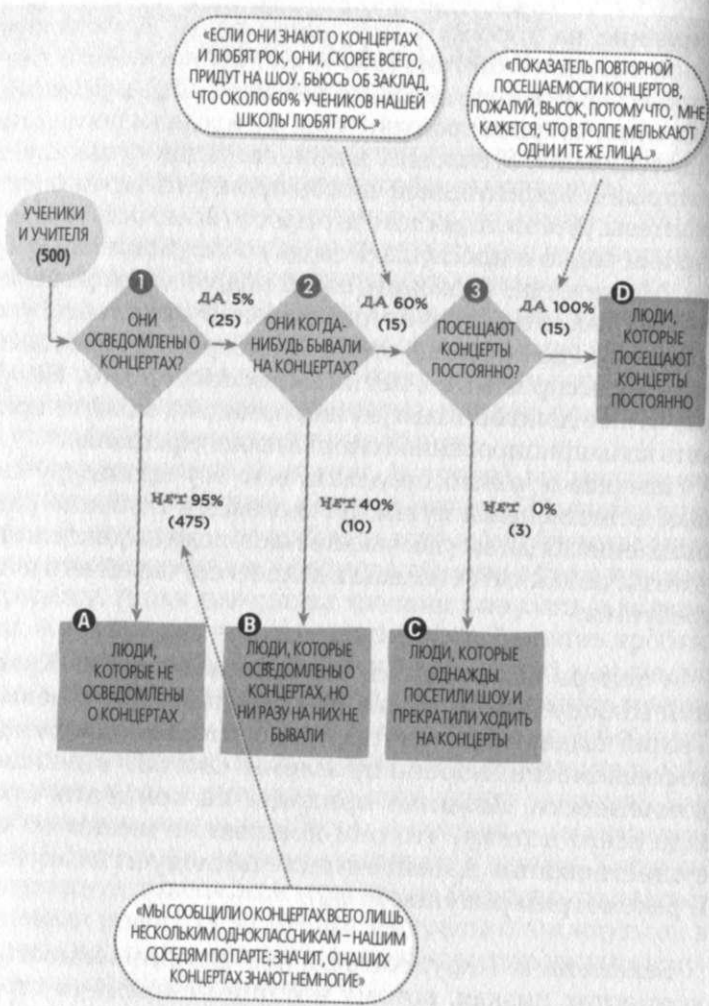 «ЕСЛИ ОНИ ЗНАЮТ О КОНЦЕРТАХ
И ЛЮБЯТ РОК, ОНИ, СКОРЕЕ ВСЕГО,
ПРИДУТ НА ШОУ. БЬЮСЬ ОБ ЗАКЛАД,
ЧТО ОКОЛО 60% УЧЕНИКОВ НАШЕЙ
ШКОЛЫ ЛЮБЯТ РОК...»
«ПОКАЗАТЕЛЬ ПОВТОРНОЙ
ПОСЕЩАЕМОСТИ КОНЦЕРТОВ,
ПОЖАЛУЙ, ВЫСОК, ПОТОМУ ЧТО, МНЕ
КАЖЕТСЯ, ЧТО В ТОЛПЕ МЕЛЬКАЮТ
ОДНИ И ТЕ ЖЕ ЛИЦА...»
УЧЕНИКИ
И УЧИТЕЛЯ
(500)
1
ОНИ
ОСВЕДОМЛЕНЫ О
КОНЦЕРТАХ?
ДА 5%
(25)
2
ОНИ КОГДА-
НИБУДЬ БЫВАЛИ
НА КОНЦЕРТАХ?
ДА 60%
(15)
3
ПОСЕЩАЮТ
КОНЦЕРТЫ
ПОСТОЯННО?
ДА 100%
(15)
D
ЛЮДИ,
КОТОРЫЕ
ПОСЕЩАЮТ
КОНЦЕРТЫ
ПОСТОЯННО
НЕТ 95%
(475)
НЕТ 40%
(10)
НЕТ 0%
(3)
A
ЛЮДИ,
КОТОРЫЕ НЕ
ОСВЕДОМЛЕНЫ
О КОНЦЕРТАХ
B
ЛЮДИ, КОТОРЫЕ
ОСВЕДОМЛЕНЫ О
КОНЦЕРТАХ, НО
НИ РАЗУ НА НИХ НЕ
БЫВАЛИ
C
ЛЮДИ, КОТОРЫЕ
ОДНАЖДЫ
ПОСЕТИЛИ ШОУ И
ПРЕКРАТИЛИ ХОДИТЬ
НА КОНЦЕРТЫ
«МЫ СООБЩИЛИ О КОНЦЕРТАХ ВСЕГО ЛИШЬ
НЕСКОЛЬКИМ ОДНОКЛАССНИКАМ – НАШИМ
СОСЕДЯМ ПО ПАРТЕ; ЗНАЧИТ, О НАШИХ
КОНЦЕРТАХ ЗНАЮТ НЕМНОГИЕ»